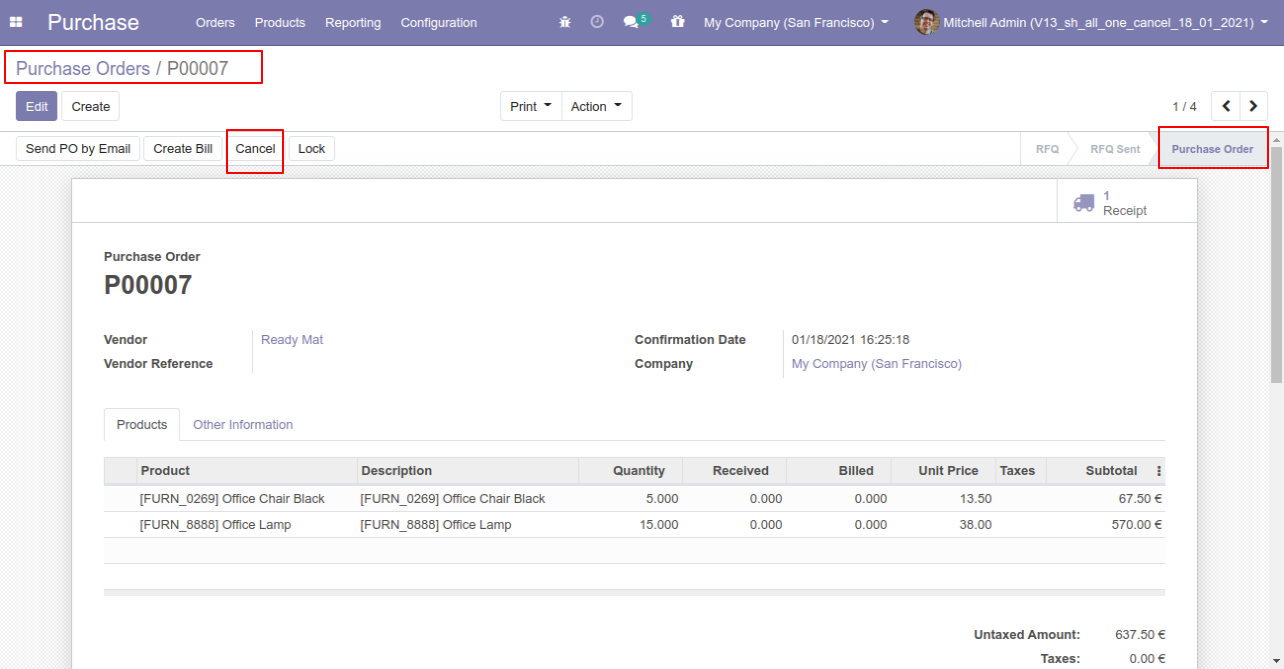 Purchase Orders Products Reporting Configuration 5 My Company (San Francisco) Mitchell Admin (V13_sh_all_one_cancel_18_01_2021)
Purchase Orders / P00007
Edit Create Print Action 1 / 4
Send PO by Email Create Bill Cancel Lock RFQ RFQ Sent Purchase Order
1
Receipt
Purchase Order
P00007
Vendor Ready Mat Confirmation Date 01/18/2021 16:25:18
Vendor Reference Company My Company (San Francisco)
Products Other Information
Product Description Quantity Received Billed Unit Price Taxes Subtotal
[FURN_0269] Office Chair Black [FURN_0269] Office Chair Black 5.000 0.000 0.000 13.50 67.50 €
[FURN_8888] Office Lamp [FURN_8888] Office Lamp 15.000 0.000 0.000 38.00 570.00 €
Untaxed Amount: 637.50 €
Taxes: 0.00 €